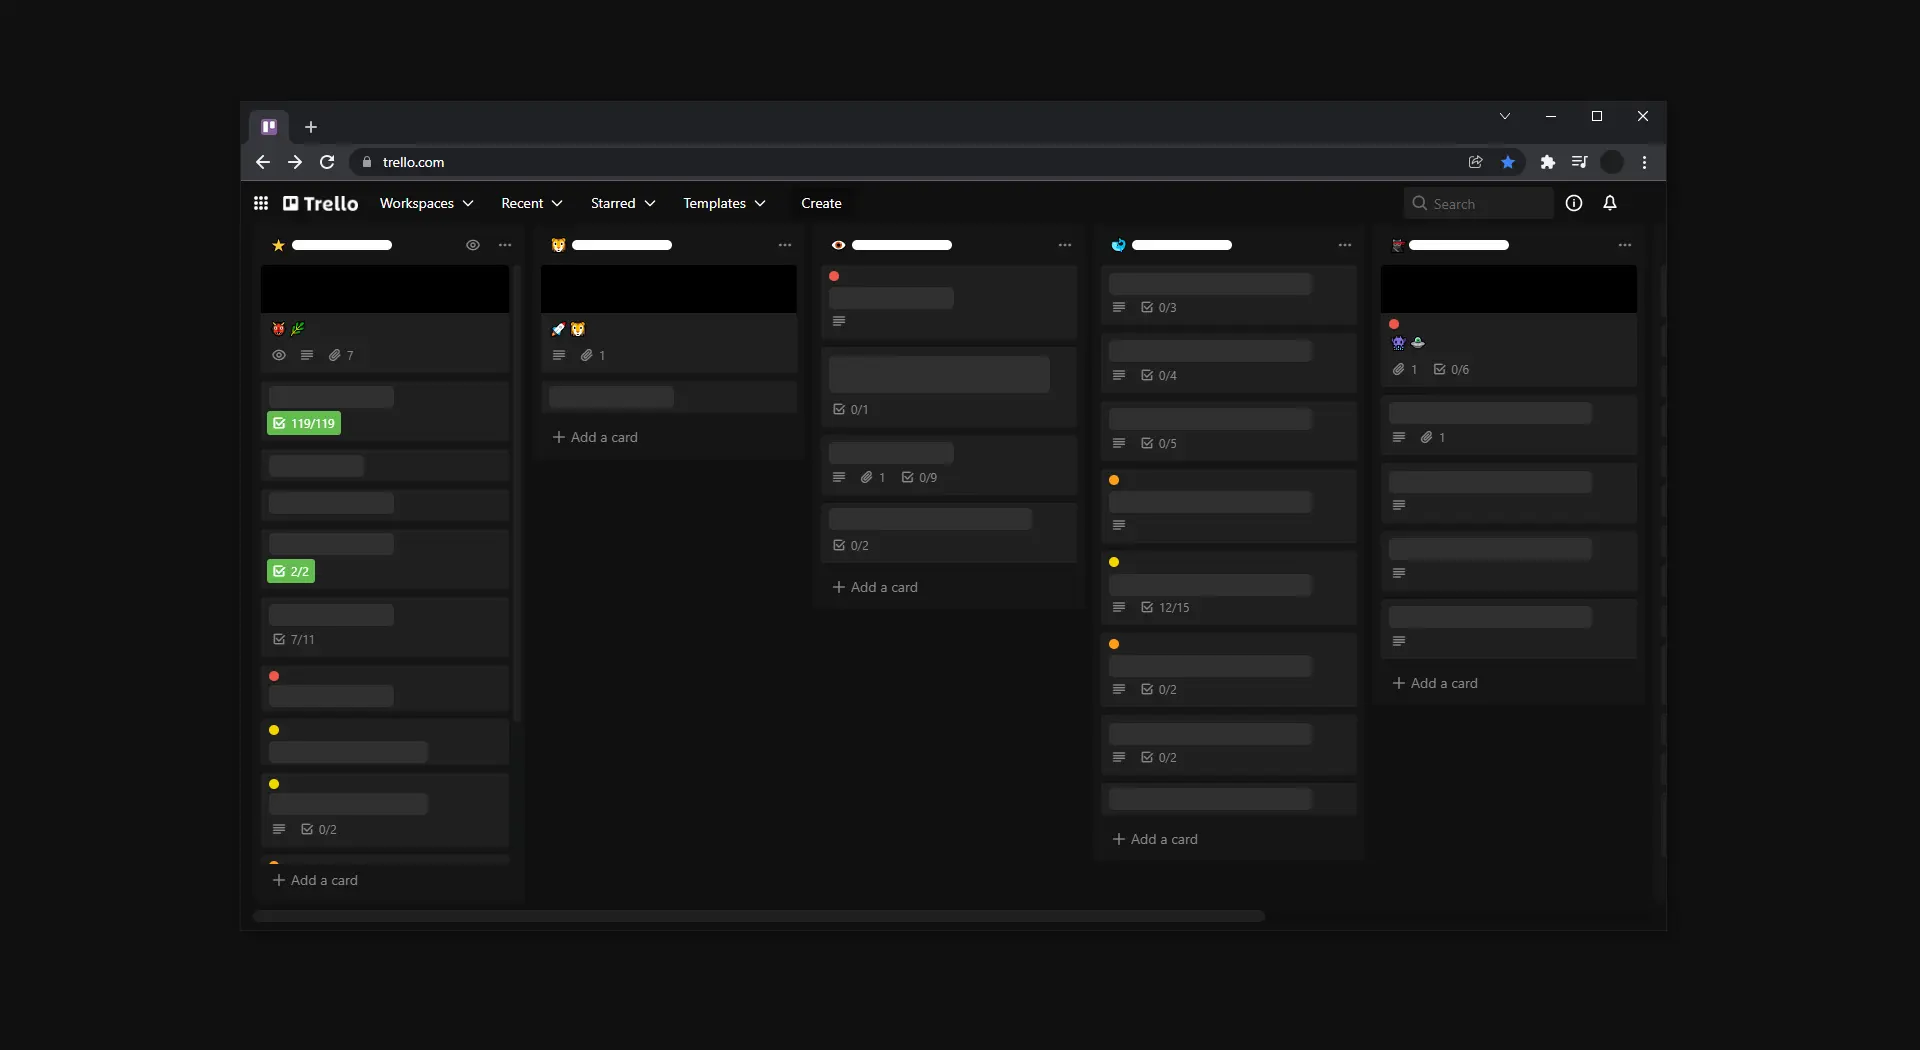 trello.com
Trello Workspaces Recent Starred Templates Create Search
7
119/119
2/2
7/11
0/2
Add a card
1
Add a card
0/1
1 0/9
0/2
Add a card
0/3
0/4
0/5
12/15
0/2
0/2
Add a card
1 0/6
1
Add a card